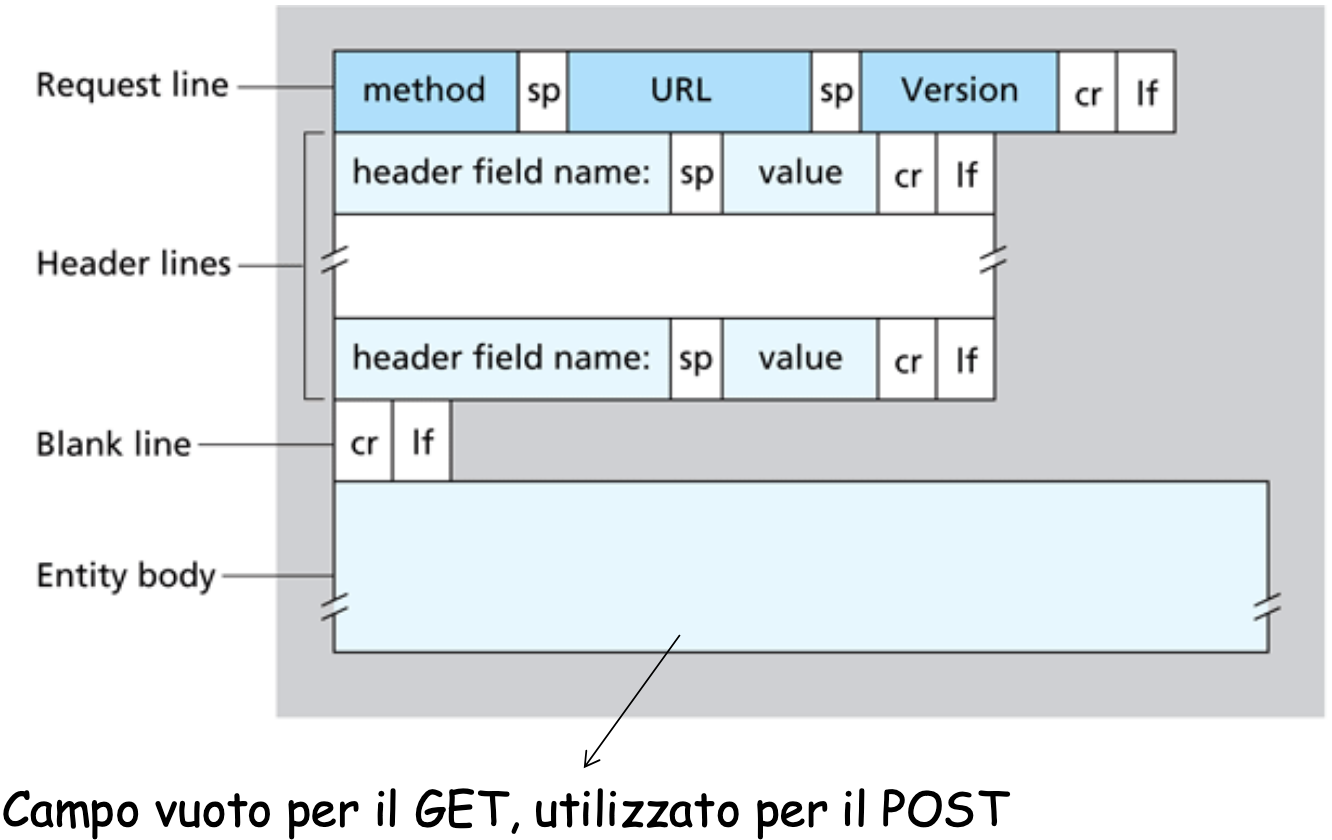 Request line method sp URL sp Version cr lf
header field name: sp value cr lf
Header lines
header field name: sp value cr lf
Blank line cr lf
Entity body
Campo vuoto per il GET, utilizzato per il POST